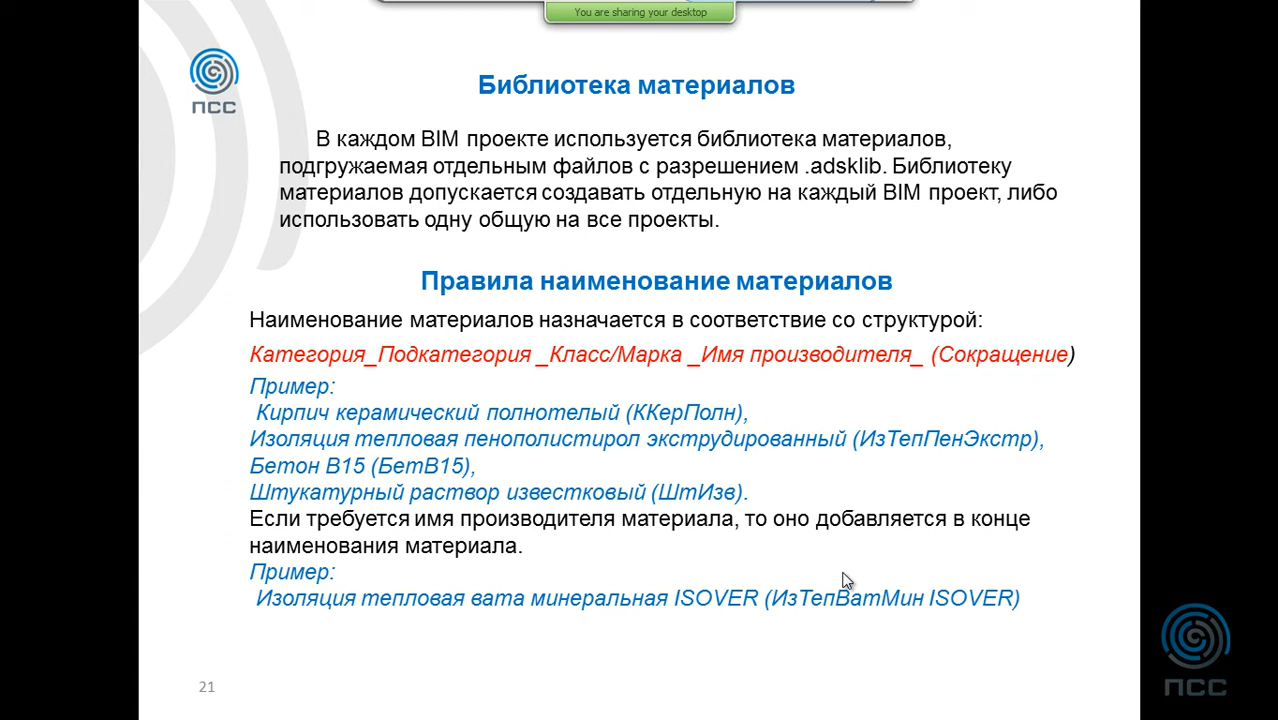 You are sharing your desktop
ПСС
Библиотека материалов
В каждом BIM проекте используется библиотека материалов,
подгружаемая отдельным файлов с разрешением .adsklib. Библиотеку
материалов допускается создавать отдельную на каждый BIM проект, либо
использовать одну общую на все проекты.
Правила наименование материалов
Наименование материалов назначается в соответствие со структурой:
Категория_Подкатегория _Класс/Марка _Имя производителя_ (Сокращение)
Пример:
Кирпич керамический полнотелый (ККерПолн),
Изоляция тепловая пенополистирол экструдированный (ИзТепПенЭкстр),
Бетон В15 (БетВ15),
Штукатурный раствор известковый (ШтИзв).
Если требуется имя производителя материала, то оно добавляется в конце
наименования материала.
Пример:
Изоляция тепловая вата минеральная ISOVER (ИзТепВатМин ISOVER)
ПСС
21